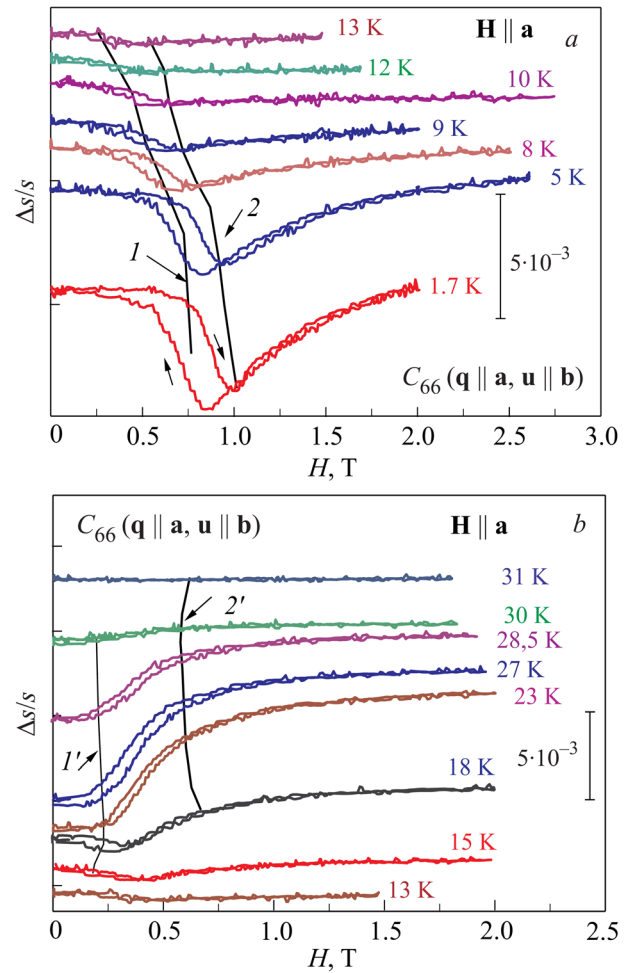 13 K
H || a
a
12 K
10 K
9 K
8 K
5 K
Δs/s
1
2
5·10⁻³
1.7 K
C₆₆ (q || a, u || b)
0 0.5 1.0 1.5 2.0 2.5 3.0
H, T
C₆₆ (q || a, u || b)
H || a
b
31 K
2'
30 K
28,5 K
27 K
23 K
Δs/s
1'
5·10⁻³
18 K
15 K
13 K
0 0.5 1.0 1.5 2.0 2.5
H, T